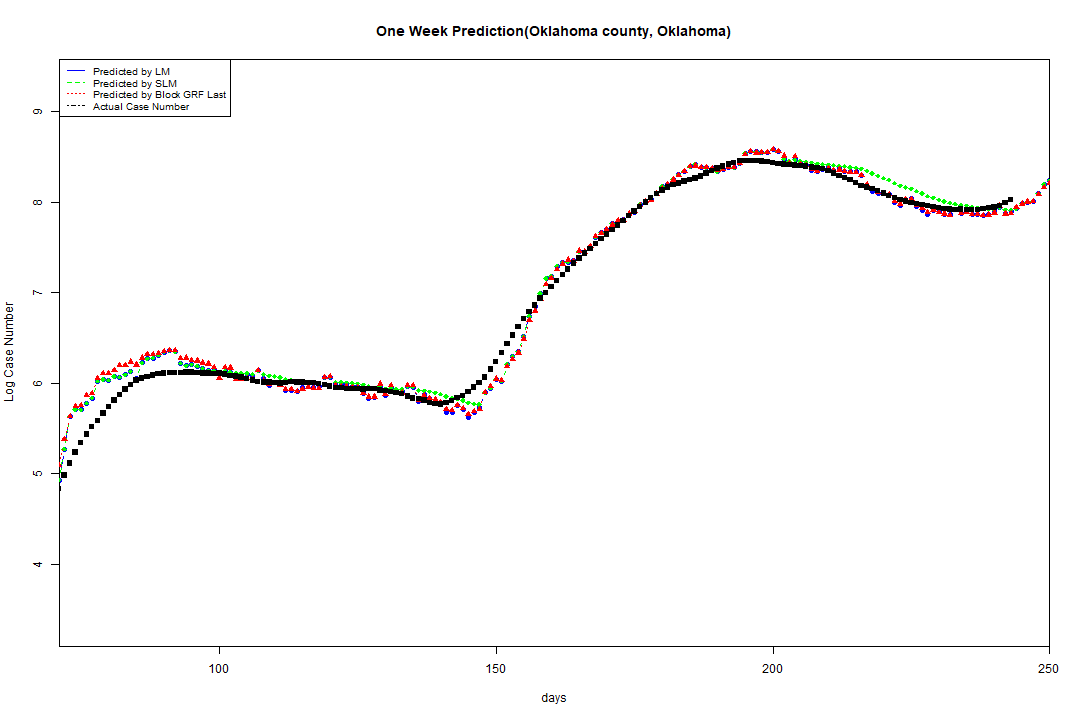 One Week Prediction(Oklahoma county, Oklahoma)
Predicted by LM
Predicted by SLM
Predicted by Block GRF Last
Actual Case Number
9
8
7
6
5
4
Log Case Number
100 150 200 250
days